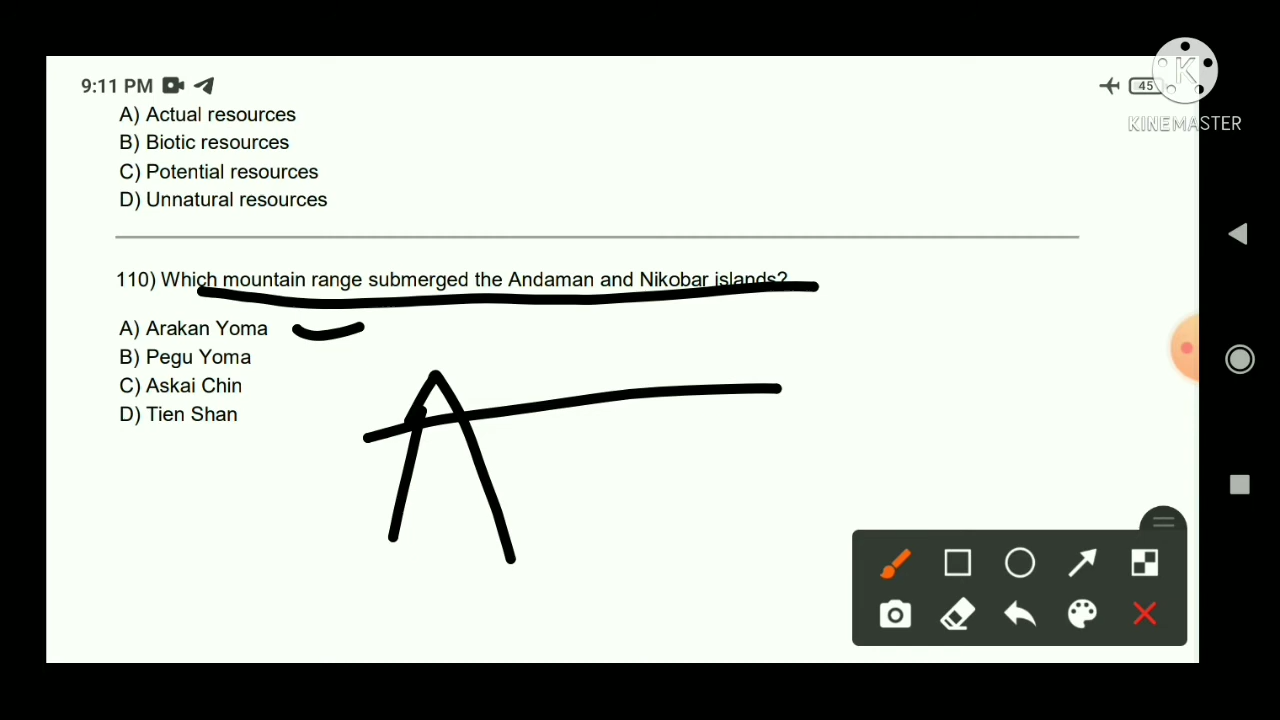 9:11 PM
45
K
KINEMASTER
A) Actual resources
B) Biotic resources
C) Potential resources
D) Unnatural resources
110) Which mountain range submerged the Andaman and Nikobar islands?
A) Arakan Yoma
B) Pegu Yoma
C) Askai Chin
D) Tien Shan
A